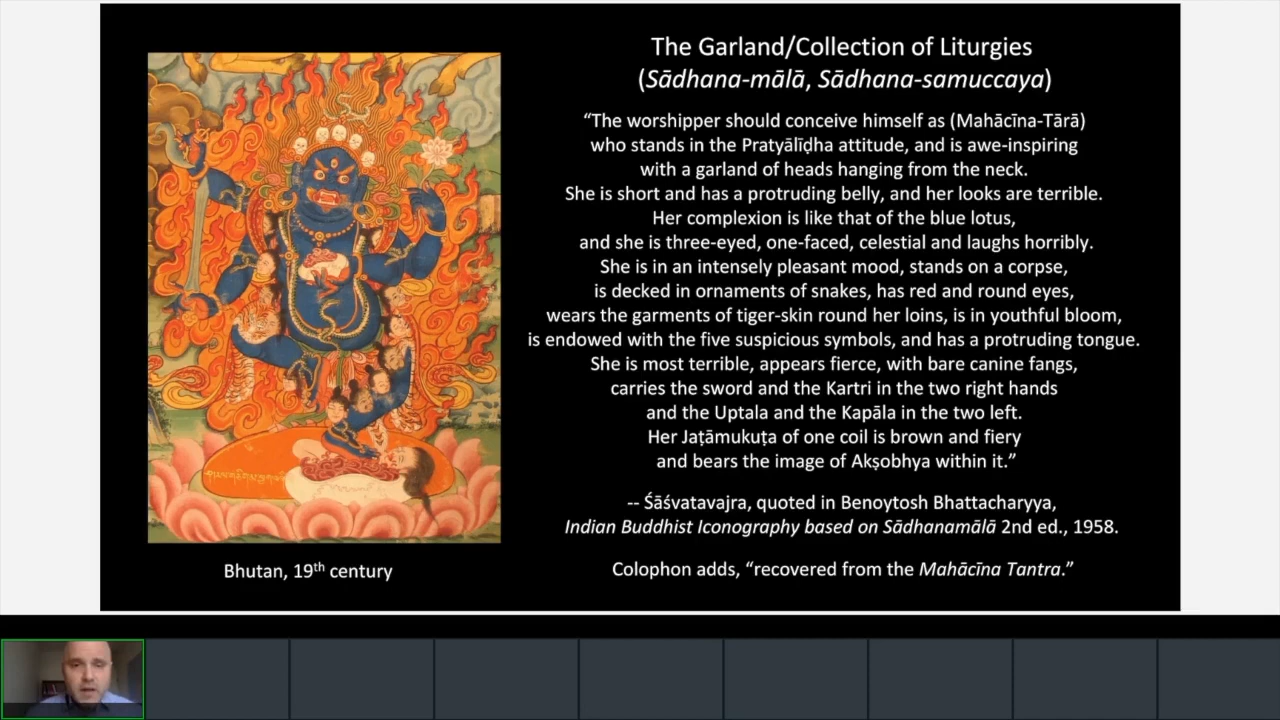 The Garland/Collection of Liturgies
(Sādhana-mālā, Sādhana-samuccaya)
“The worshipper should conceive himself as (Mahācīna-Tārā)
who stands in the Pratyālīḍha attitude, and is awe-inspiring
with a garland of heads hanging from the neck.
She is short and has a protruding belly, and her looks are terrible.
Her complexion is like that of the blue lotus,
and she is three-eyed, one-faced, celestial and laughs horribly.
She is in an intensely pleasant mood, stands on a corpse,
is decked in ornaments of snakes, has red and round eyes,
wears the garments of tiger-skin round her loins, is in youthful bloom,
is endowed with the five suspicious symbols, and has a protruding tongue.
She is most terrible, appears fierce, with bare canine fangs,
carries the sword and the Kartri in the two right hands
and the Uptala and the Kapāla in the two left.
Her Jaṭāmukuṭa of one coil is brown and fiery
and bears the image of Akṣobhya within it.”
-- Śāśvatavajra, quoted in Benoytosh Bhattacharyya,
Indian Buddhist Iconography based on Sādhanamālā 2nd ed., 1958.
Colophon adds, “recovered from the Mahācīna Tantra.”
Bhutan, 19th century